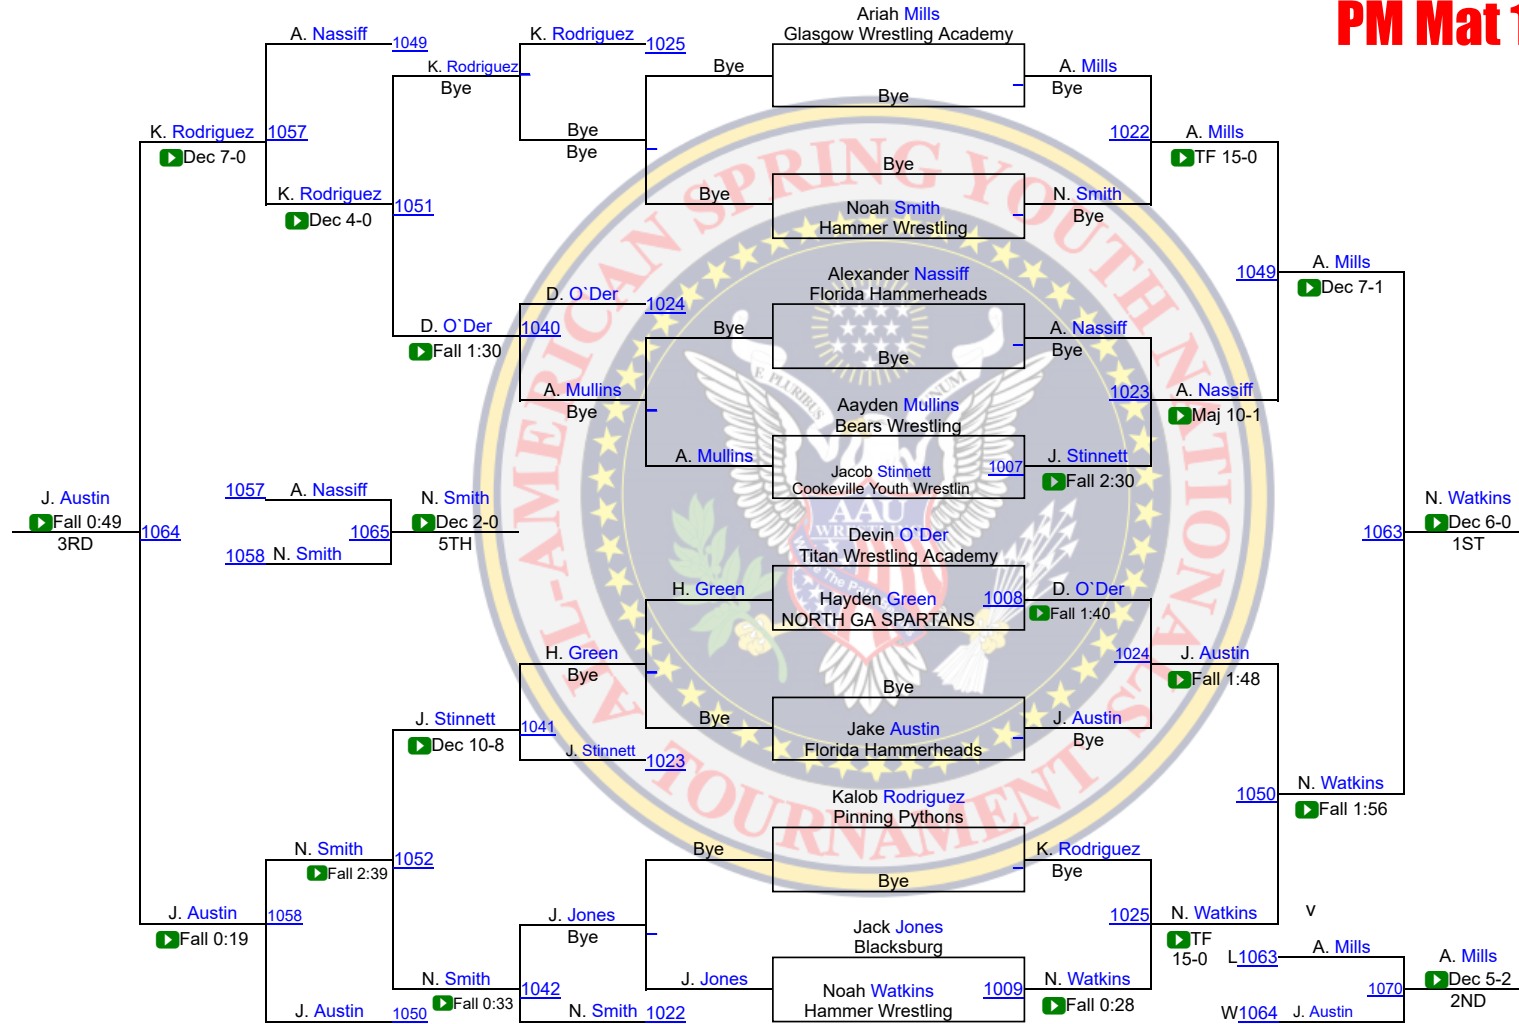 PM Mat 1
A. Nassiff 1049
K. Rodriguez 1025
Ariah Mills
Glasgow Wrestling Academy
K. Rodriguez
Bye
Bye
Bye
A. Mills
Bye
K. Rodriguez 1057
Dec 7-0
Bye
Bye
1022 A. Mills
TF 15-0
Bye
K. Rodriguez
Dec 4-0
1051
Bye
Noah Smith
Hammer Wrestling
N. Smith
Bye
Alexander Nassiff
Florida Hammerheads
1049 A. Mills
Dec 7-1
D. O`Der 1024
D. O`Der 1040
Fall 1:30
Bye
Bye
A. Nassiff
Bye
A. Mullins
Bye
Aayden Mullins
Bears Wrestling
1023 A. Nassiff
Maj 10-1
A. Mullins
Jacob Stinnett 1007
Cookeville Youth Wrestlin
J. Stinnett
Fall 2:30
J. Austin
Fall 0:49
3RD
1064
1057 A. Nassiff
1065
1058 N. Smith
N. Smith
Dec 2-0
5TH
N. Watkins
Dec 6-0
1ST
1063
Devin O`Der
Titan Wrestling Academy
H. Green
Hayden Green 1008
NORTH GA SPARTANS
D. O`Der
Fall 1:40
H. Green
Bye
1024 J. Austin
Fall 1:48
Bye
J. Stinnett 1041
Dec 10-8
Bye
Jake Austin
Florida Hammerheads
J. Austin
Bye
J. Stinnett 1023
Kalob Rodriguez
Pinning Pythons
1050 N. Watkins
Fall 1:56
N. Smith
Fall 2:39
1052
Bye
Bye
K. Rodriguez
Bye
J. Austin 1058
Fall 0:19
J. Jones
Bye
Jack Jones
Blacksburg
1025 N. Watkins
TF
15-0
v
N. Smith 1042
Fall 0:33
J. Jones
Noah Watkins 1009
Hammer Wrestling
N. Watkins
Fall 0:28
L1063 A. Mills
1070
A. Mills
Dec 5-2
2ND
J. Austin 1050
N. Smith 1022
W1064 J. Austin
ALL-AMERICAN SPRING YOUTH NATIONALS
TOURNAMENT
E PLURIBUS UNUM
AAU